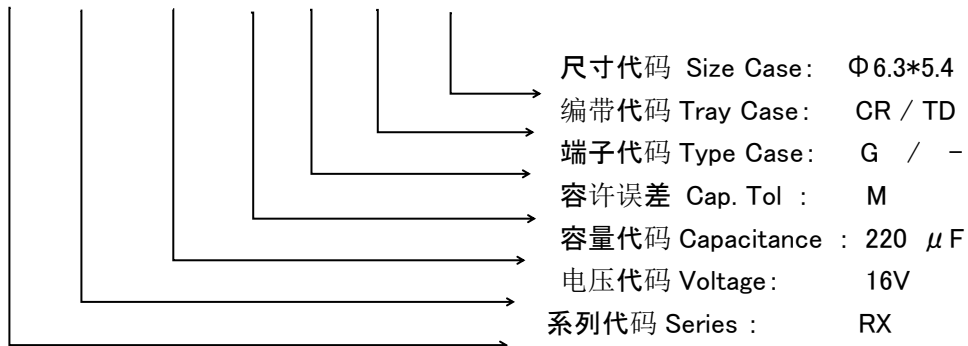 尺寸代码 Size Case: Φ6.3*5.4
编带代码 Tray Case: CR / TD
端子代码 Type Case: G / -
容许误差 Cap. Tol : M
容量代码 Capacitance : 220 μF
电压代码 Voltage: 16V
系列代码 Series : RX